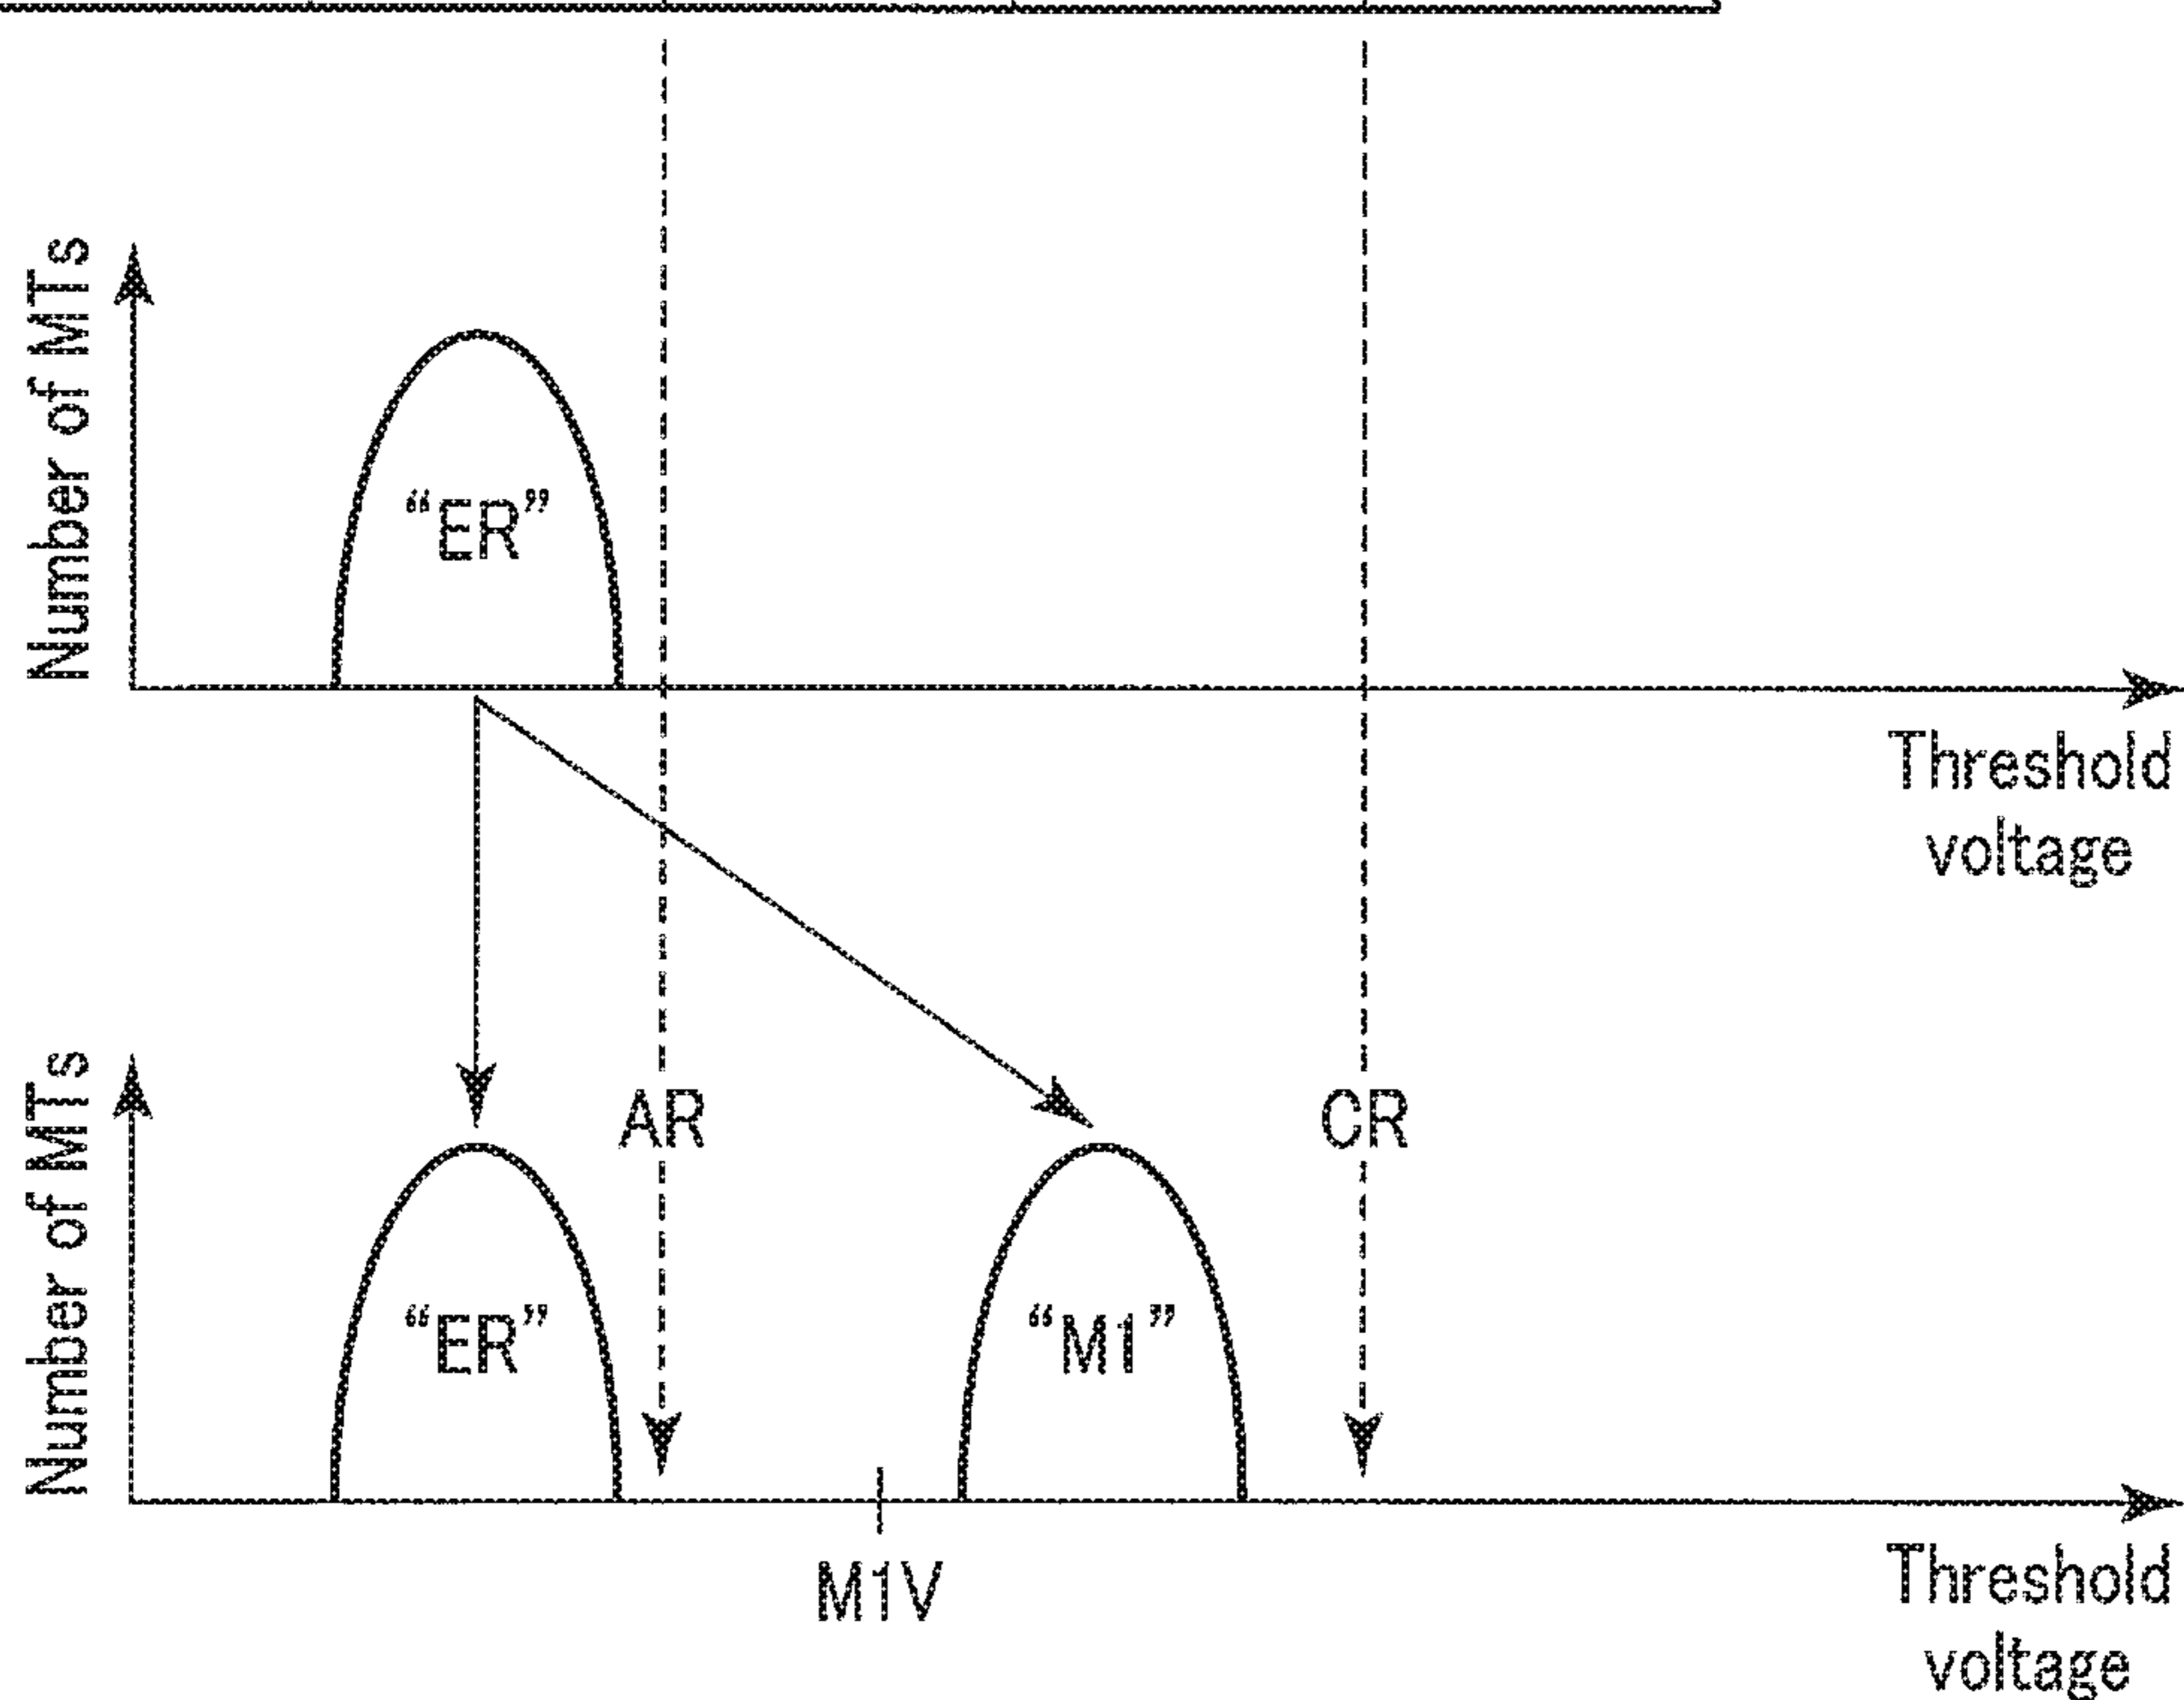 Number of MTs
“ER”
Threshold
voltage
Number of MTs
AR
CR
“ER”
“M1”
M1V
Threshold
voltage